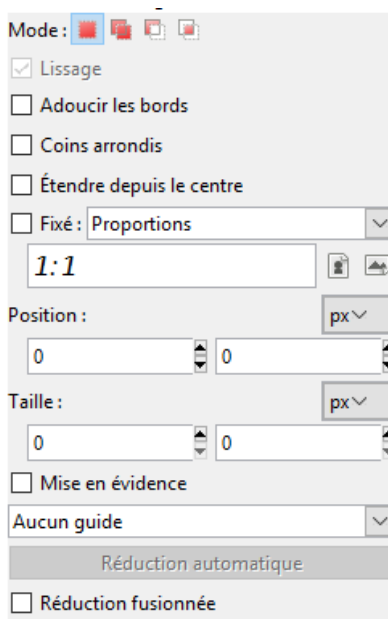 Mode :
Lissage
Adoucir les bords
Coins arrondis
Étendre depuis le centre
Fixé : Proportions
1:1
Position : px
0 0
Taille : px
0 0
Mise en évidence
Aucun guide
Réduction automatique
Réduction fusionnée